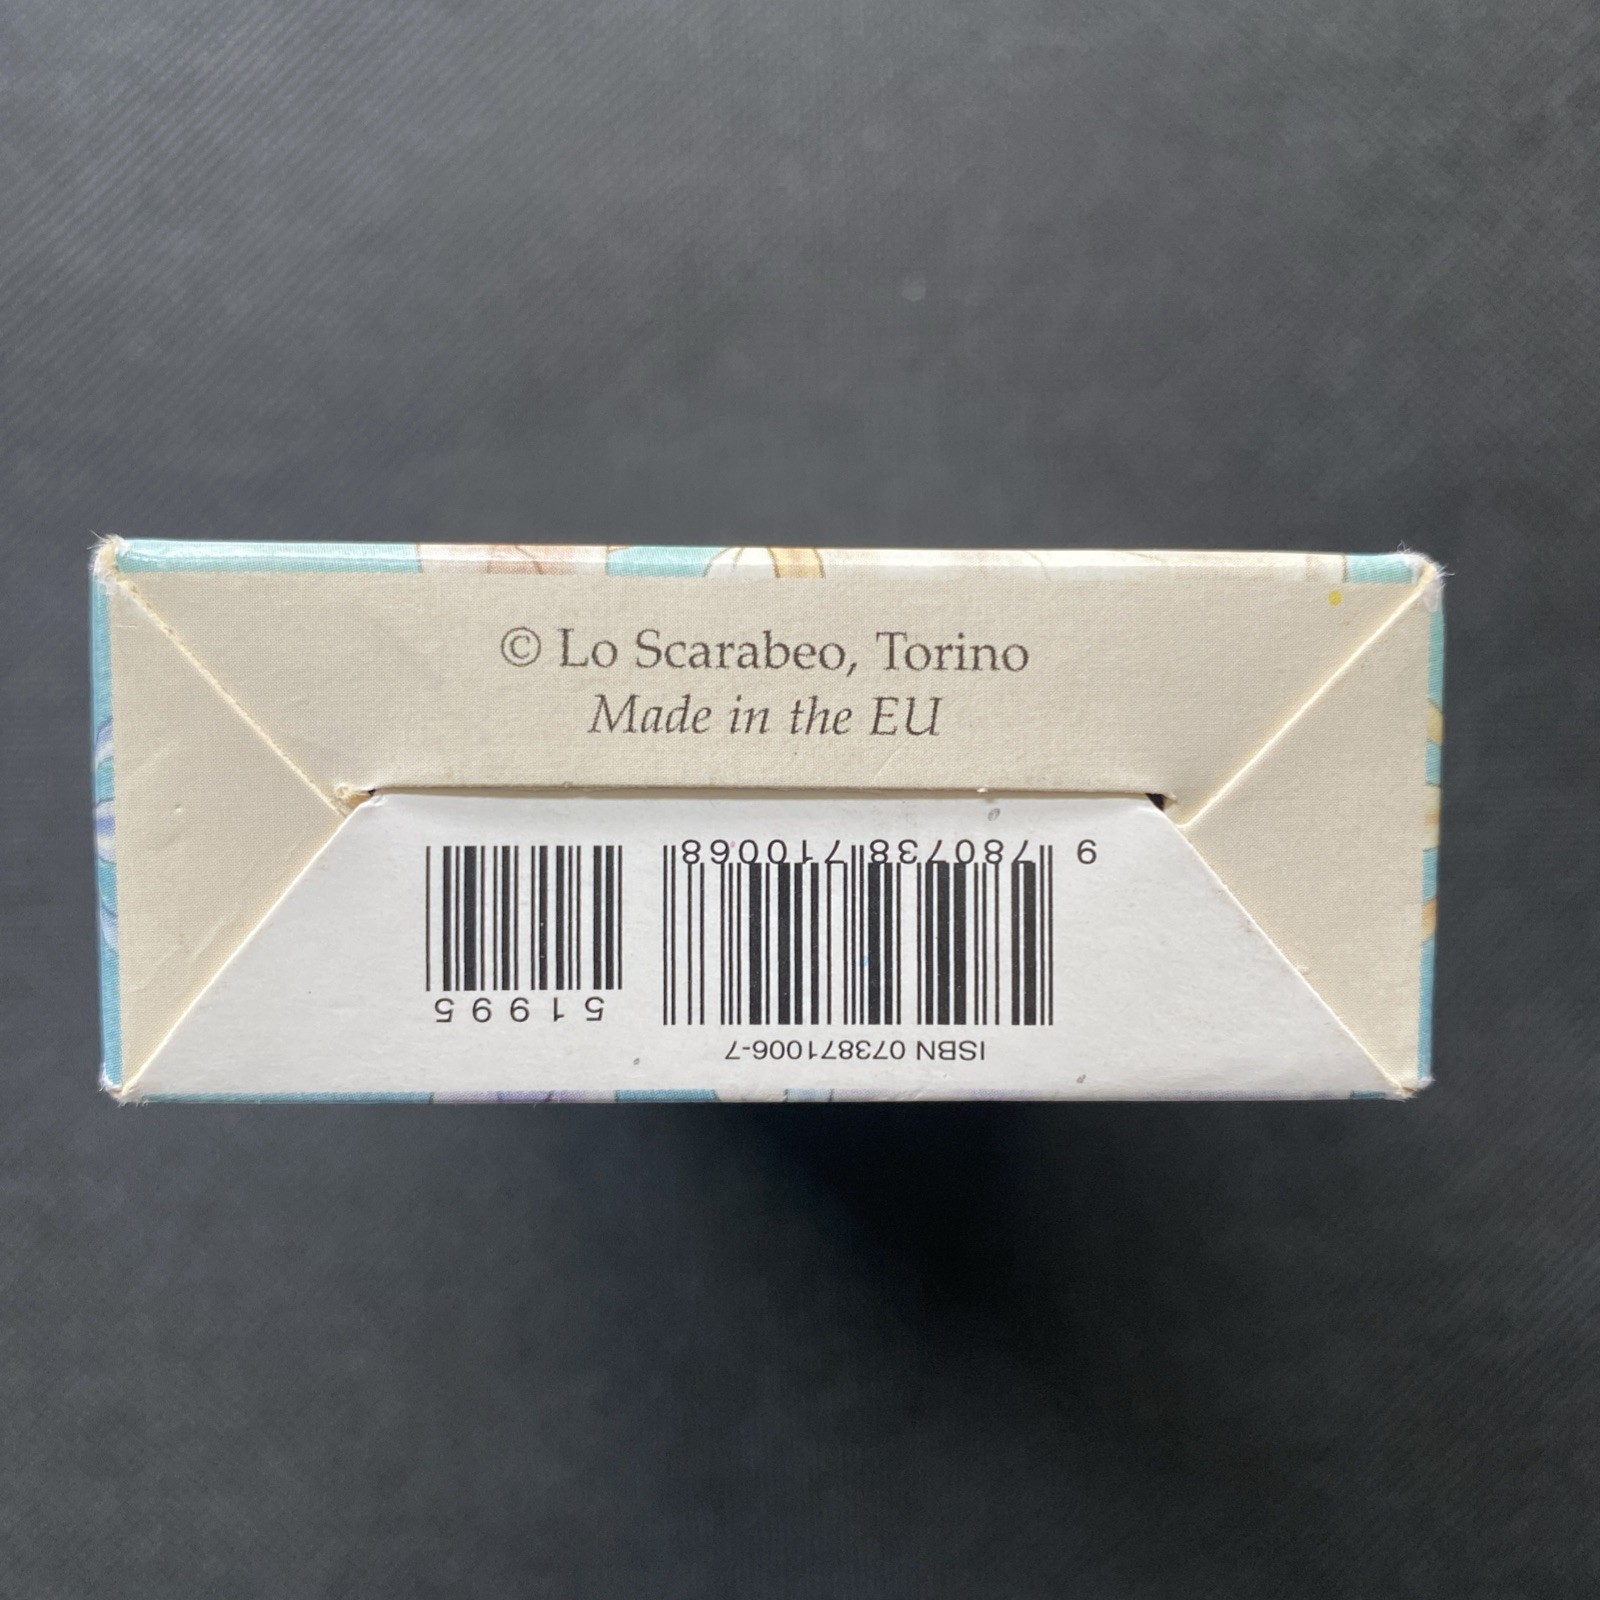 © Lo Scarabeo, Torino
Made in the EU
ISBN 073871006-7
9 780738 710068
51995